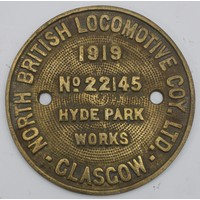 NORTH BRITISH LOCOMOTIVE COY. LTD.
1919
No 22145
HYDE PARK
WORKS
- GLASGOW -